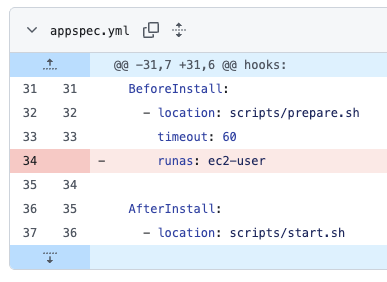 appspec.yml
@@ -31,7 +31,6 @@ hooks:
31 31 BeforeInstall:
32 32 - location: scripts/prepare.sh
33 33 timeout: 60
34 - runas: ec2-user
35 34
36 35 AfterInstall:
37 36 - location: scripts/start.sh